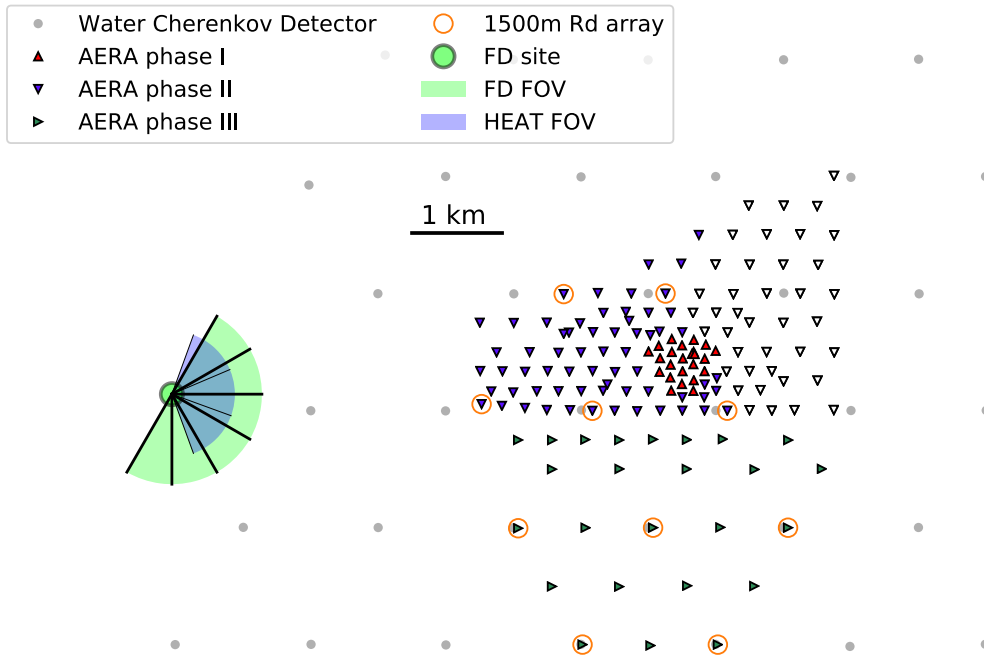 Water Cherenkov Detector
AERA phase I
AERA phase II
AERA phase III
1500m Rd array
FD site
FD FOV
HEAT FOV
1 km